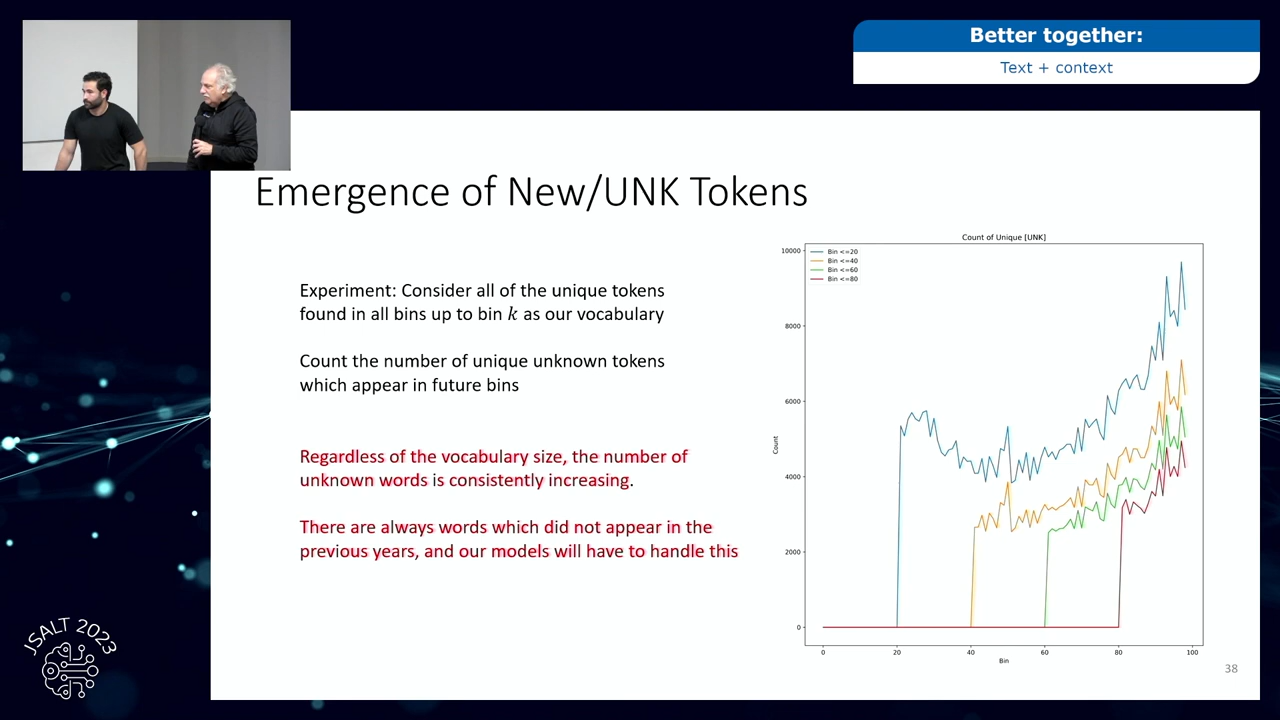 Better together:
Text + context
Emergence of New/UNK Tokens
Experiment: Consider all of the unique tokens
found in all bins up to bin k as our vocabulary
Count the number of unique unknown tokens
which appear in future bins
Regardless of the vocabulary size, the number of
unknown words is consistently increasing.
There are always words which did not appear in the
previous years, and our models will have to handle this
Count of Unique [UNK]
Bin <=20
Bin <=40
Bin <=60
Bin <=80
10000
8000
6000
4000
2000
0
Count
0 20 40 60 80 100
Bin
38
JSALT 2023